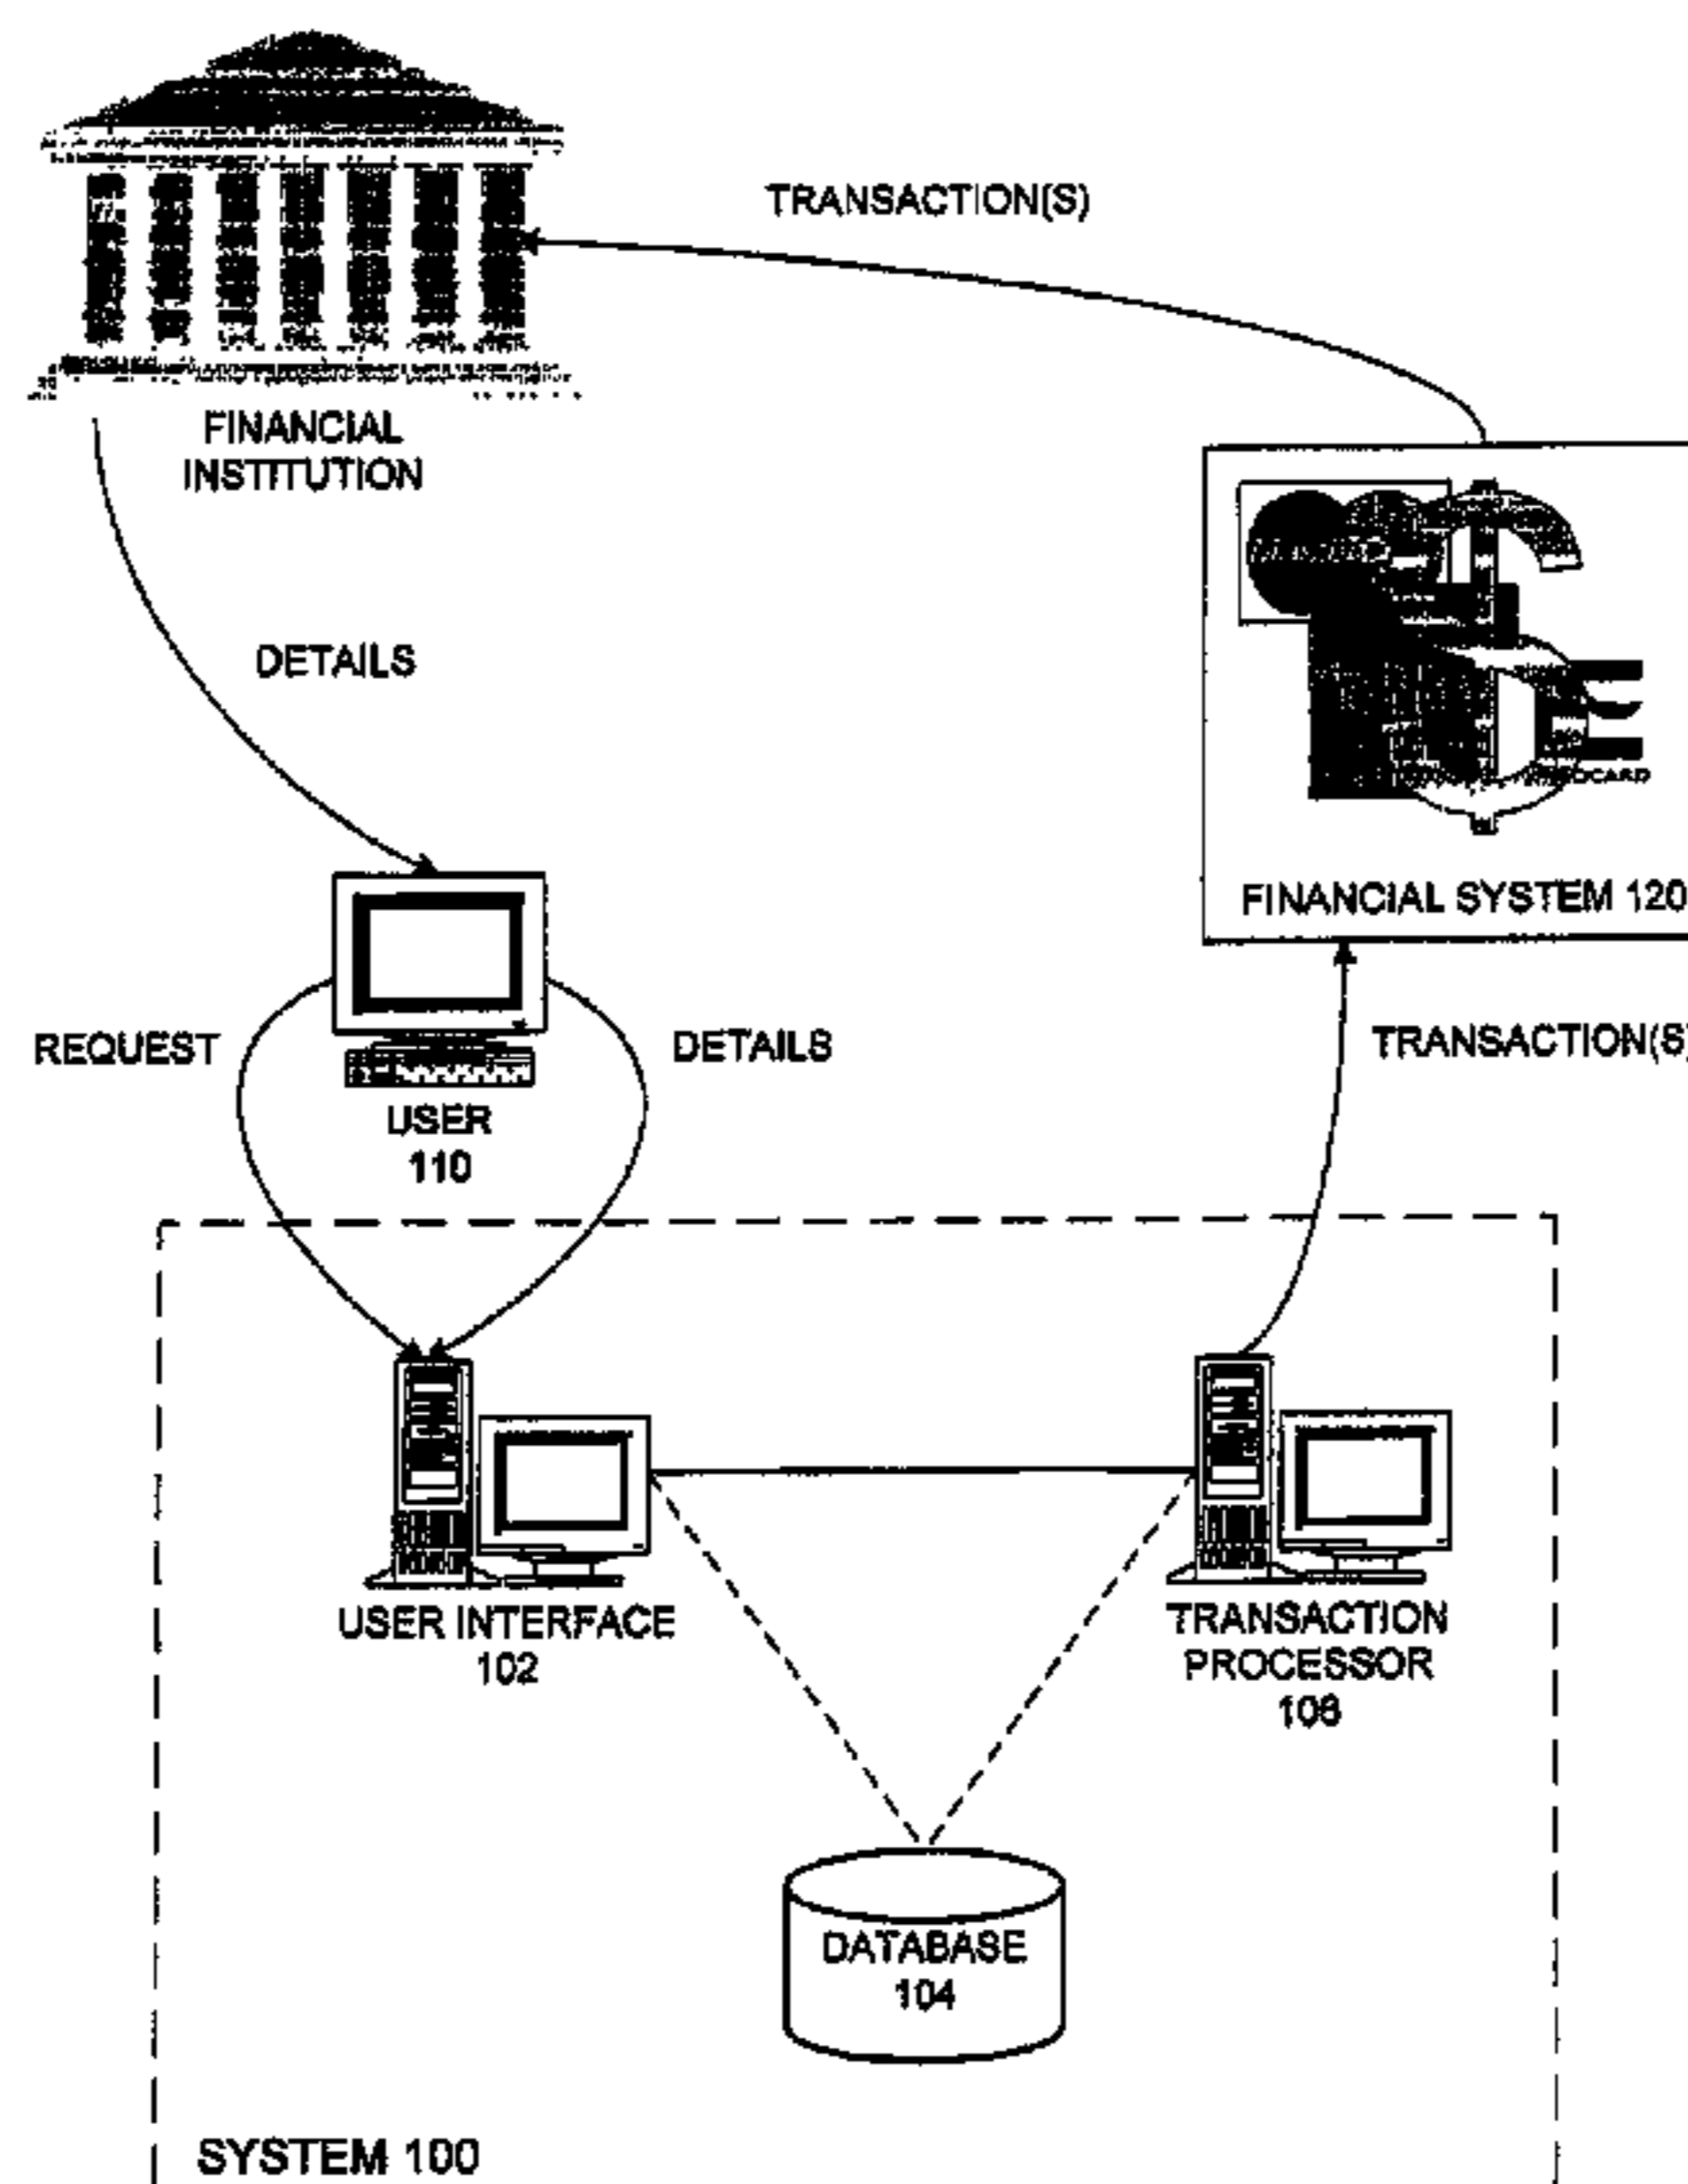 TRANSACTION(S)
FINANCIAL
INSTITUTION
DETAILS
FINANCIAL SYSTEM 120
REQUEST
DETAILS
TRANSACTION(S)
USER
110
USER INTERFACE
102
TRANSACTION
PROCESSOR
106
DATABASE
104
SYSTEM 100